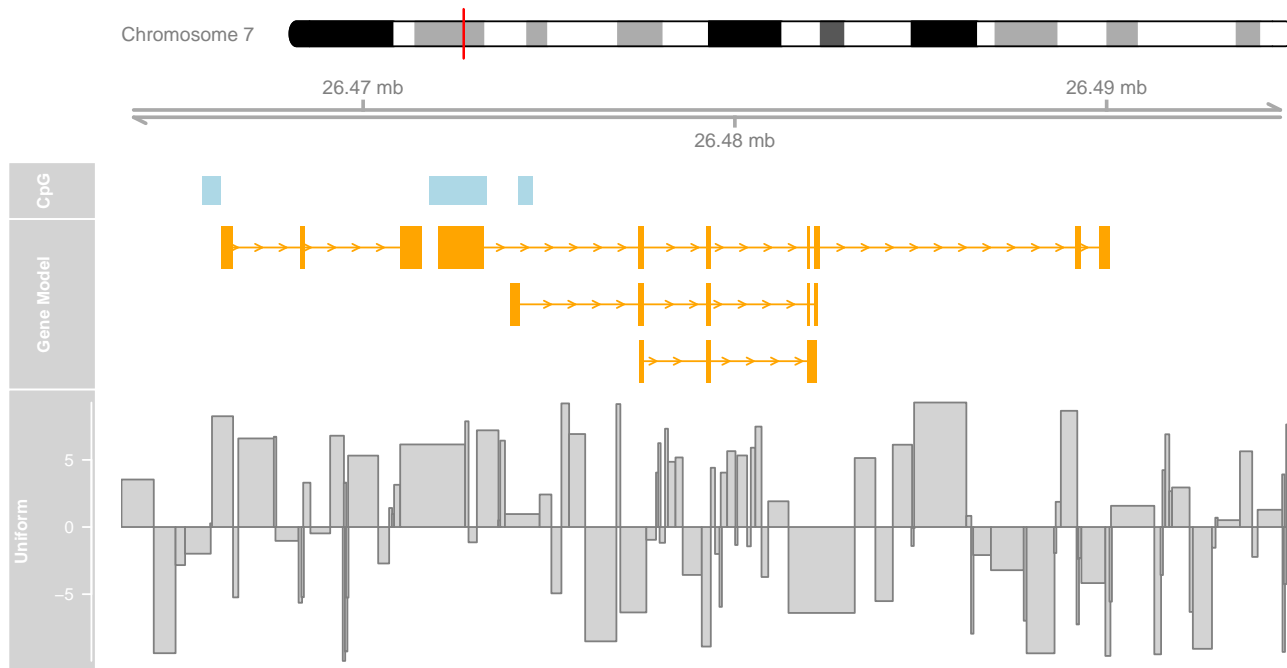 Chromosome 7
26.47 mb
26.49 mb
26.48 mb
CpG
Gene Model
Uniform
5
0
−5